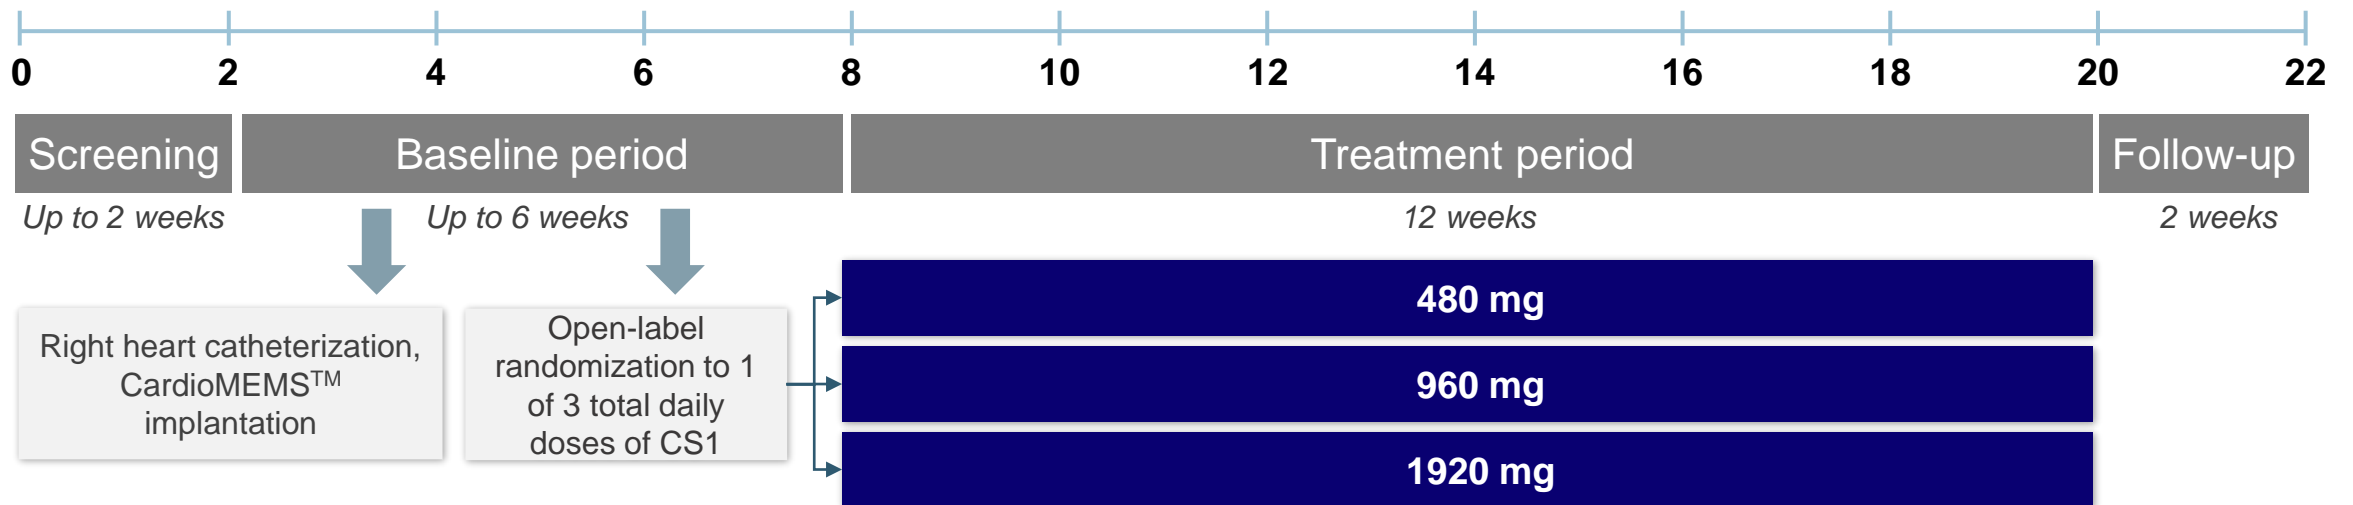 0 2 4 6 8 10 12 14 16 18 20 22
Screening Baseline period Treatment period Follow-up
Up to 2 weeks Up to 6 weeks 12 weeks 2 weeks
Right heart catheterization,
CardioMEMS™
implantation
Open-label
randomization to 1
of 3 total daily
doses of CS1
480 mg
960 mg
1920 mg